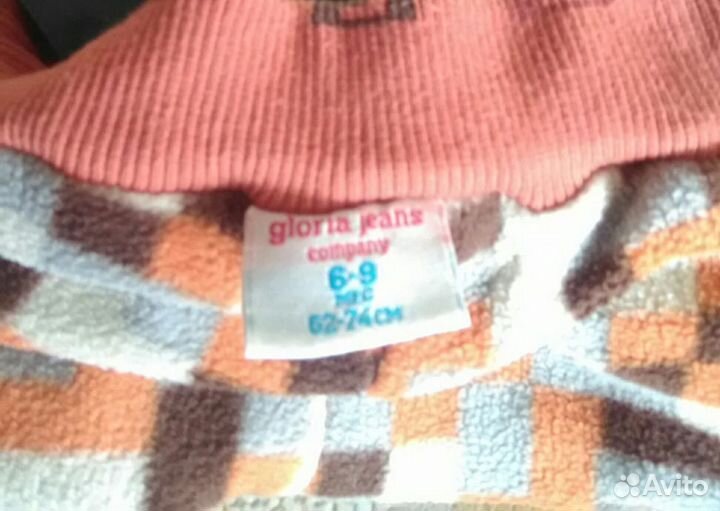 gloria jeans
company
6-9
мес
62-74см
Avito